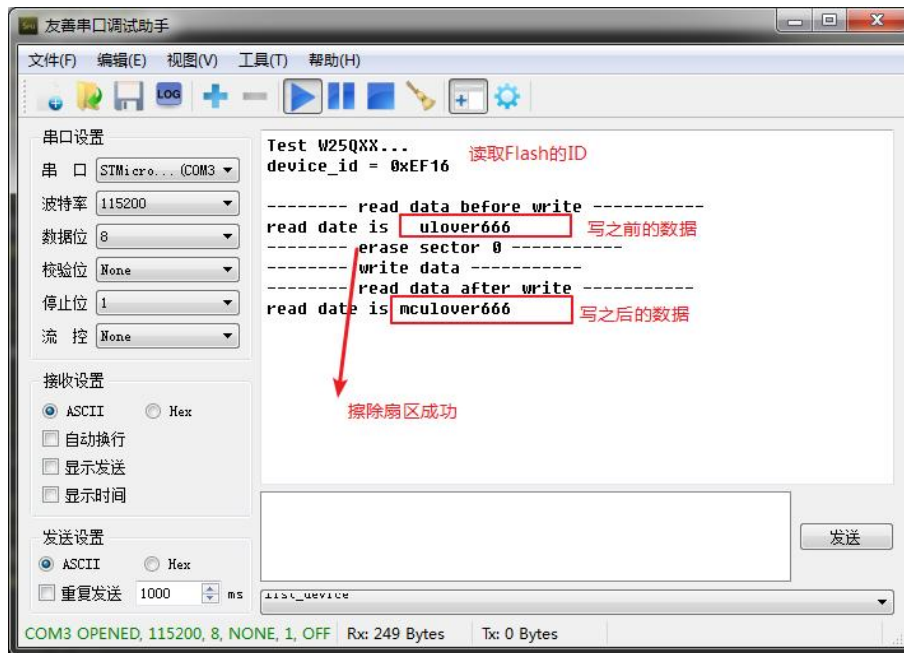 友善串口调试助手
文件(F) 编辑(E) 视图(V) 工具(T) 帮助(H)
LOG
串口设置
串 口 STMicro... (COM3
波特率 115200
数据位 8
校验位 None
停止位 1
流 控 None
接收设置
ASCII Hex
自动换行
显示发送
显示时间
发送设置
ASCII Hex
重复发送 1000 ms
Test W25QXX...
读取Flash的ID
device_id = 0xEF16
-------- read data before write -----------
read date is ulover666 写之前的数据
-------- erase sector 0 -----------
-------- write data -----------
-------- read data after write -----------
read date is mculover666 写之后的数据
擦除扇区成功
发送
list_device
COM3 OPENED, 115200, 8, NONE, 1, OFF Rx: 249 Bytes Tx: 0 Bytes